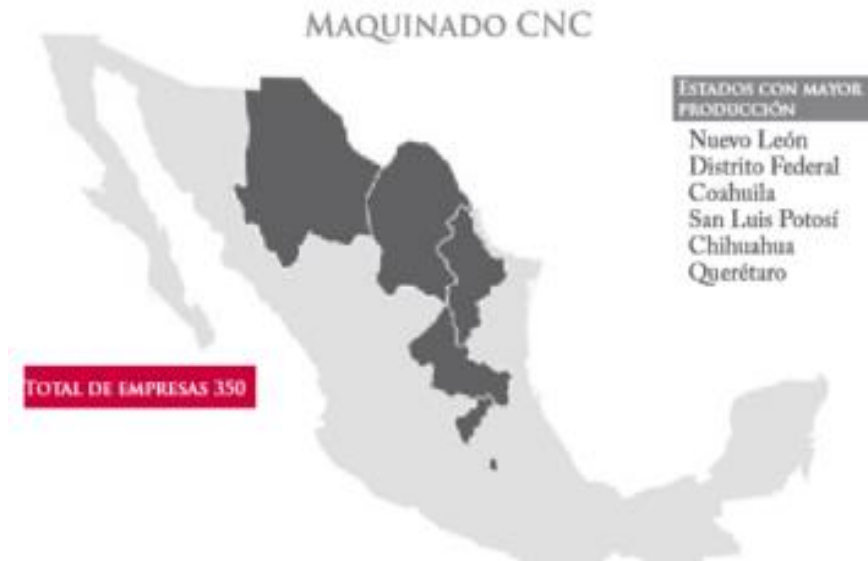 MAQUINADO CNC
ESTADOS CON MAYOR
PRODUCCIÓN
Nuevo León
Distrito Federal
Coahuila
San Luis Potosí
Chihuahua
Querétaro
TOTAL DE EMPRESAS 350